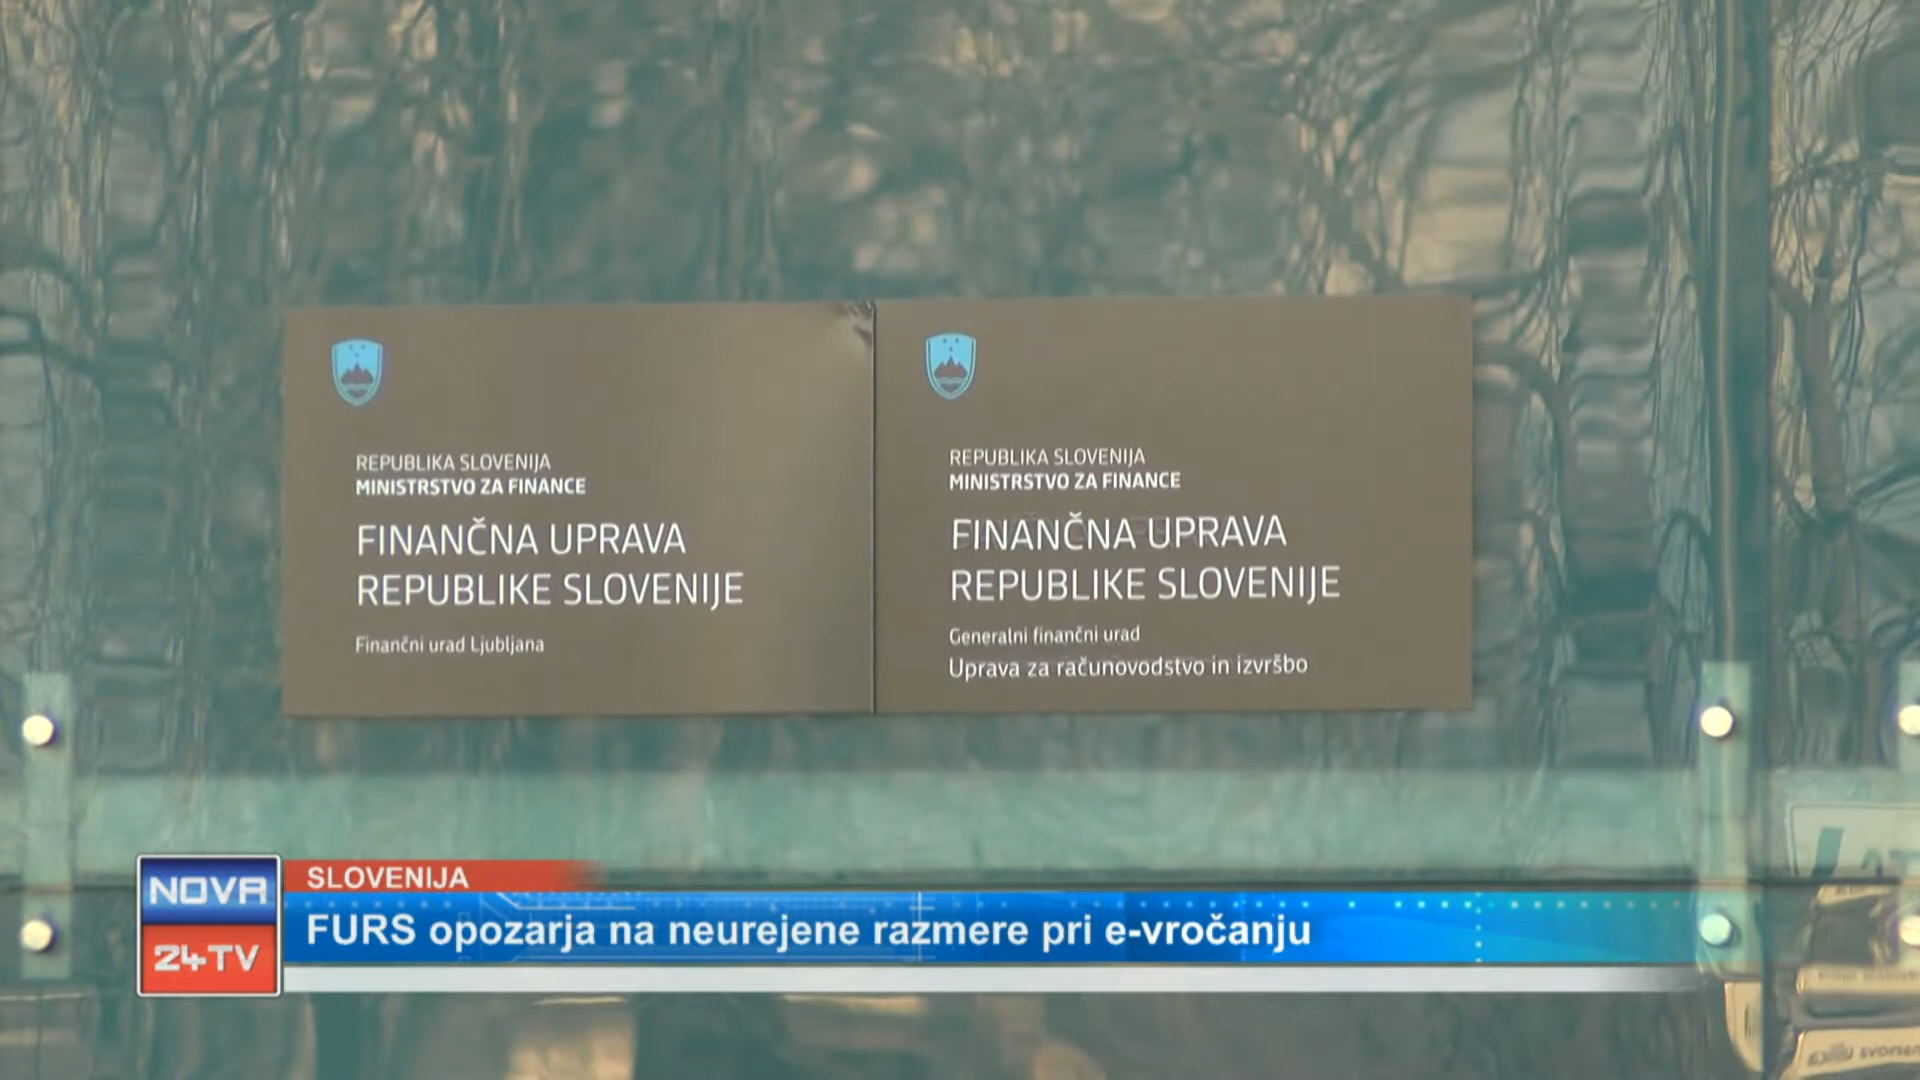 REPUBLIKA SLOVENIJA
MINISTRSTVO ZA FINANCE
FINANČNA UPRAVA
REPUBLIKE SLOVENIJE
Finančni urad Ljubljana
REPUBLIKA SLOVENIJA
MINISTRSTVO ZA FINANCE
FINANČNA UPRAVA
REPUBLIKE SLOVENIJE
Generalni finančni urad
Uprava za računovodstvo in izvršbo
NOVA
24TV
SLOVENIJA
FURS opozarja na neurejene razmere pri e-vročanju